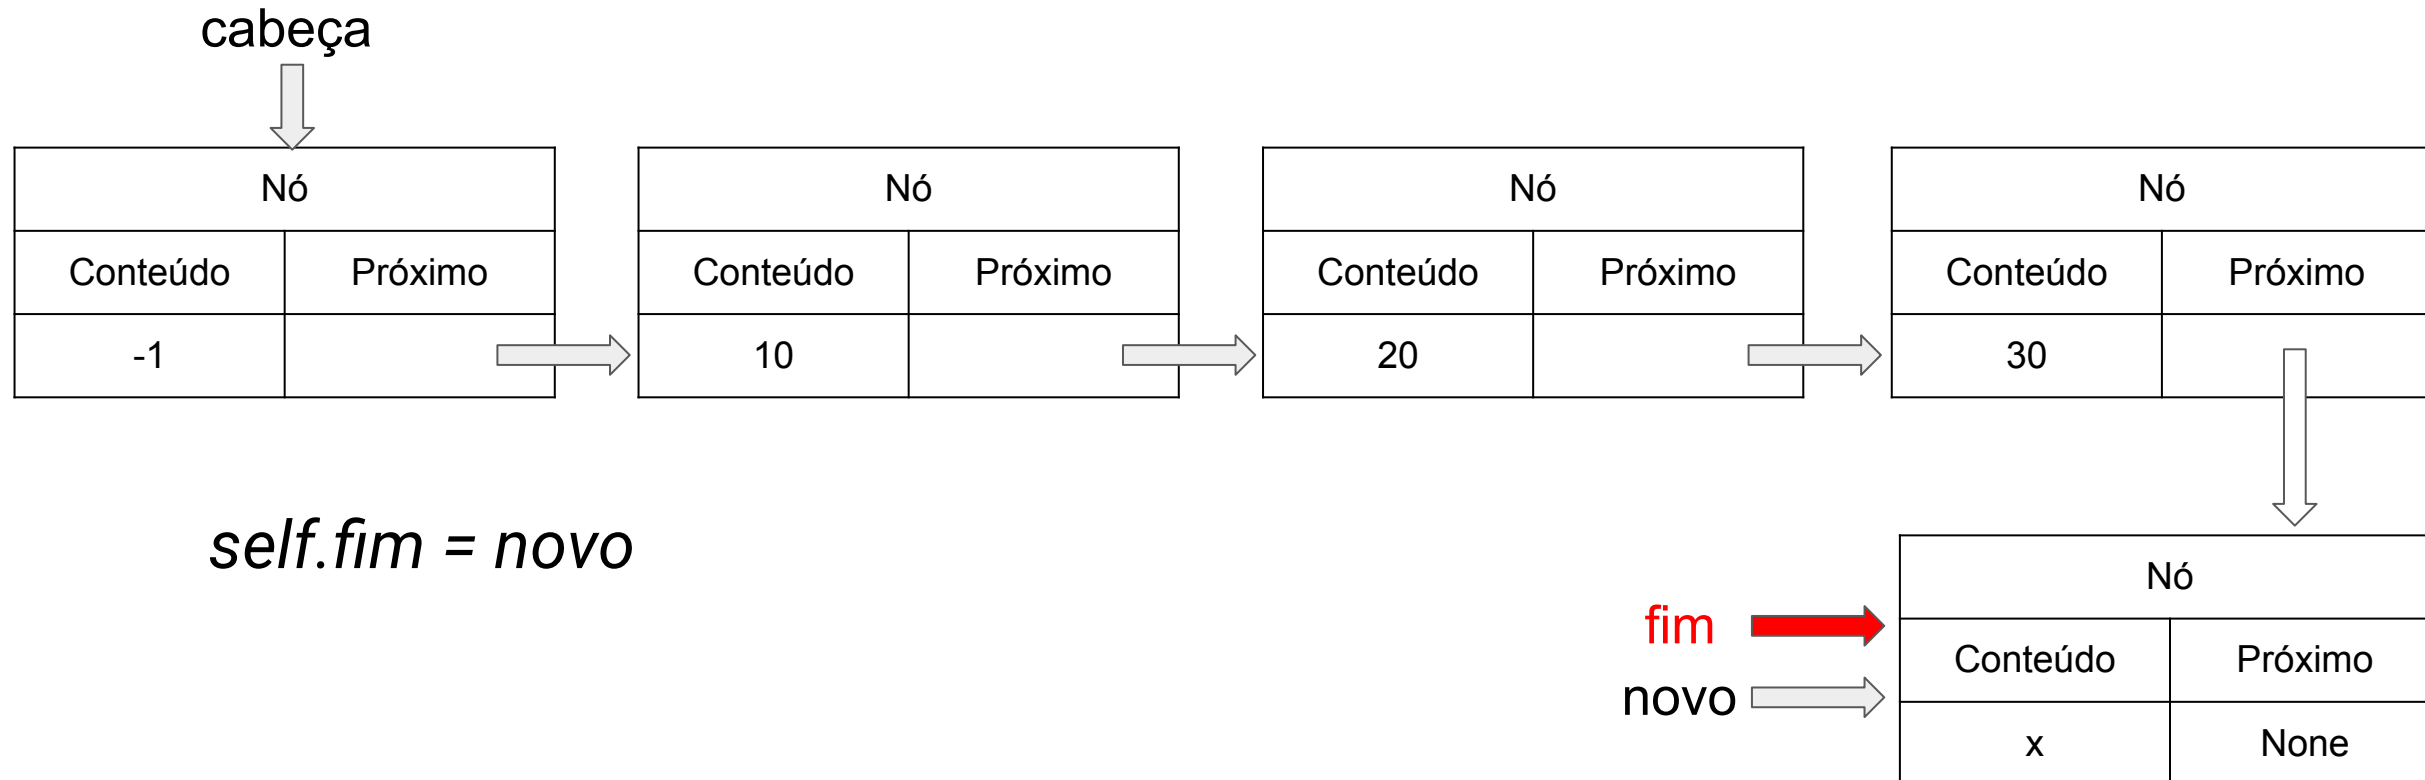 cabeça
Nó Nó Nó Nó
Conteúdo Próximo Conteúdo Próximo Conteúdo Próximo Conteúdo Próximo
-1 10 20 30
self.fim = novo
Nó
fim
Conteúdo Próximo
novo
x None